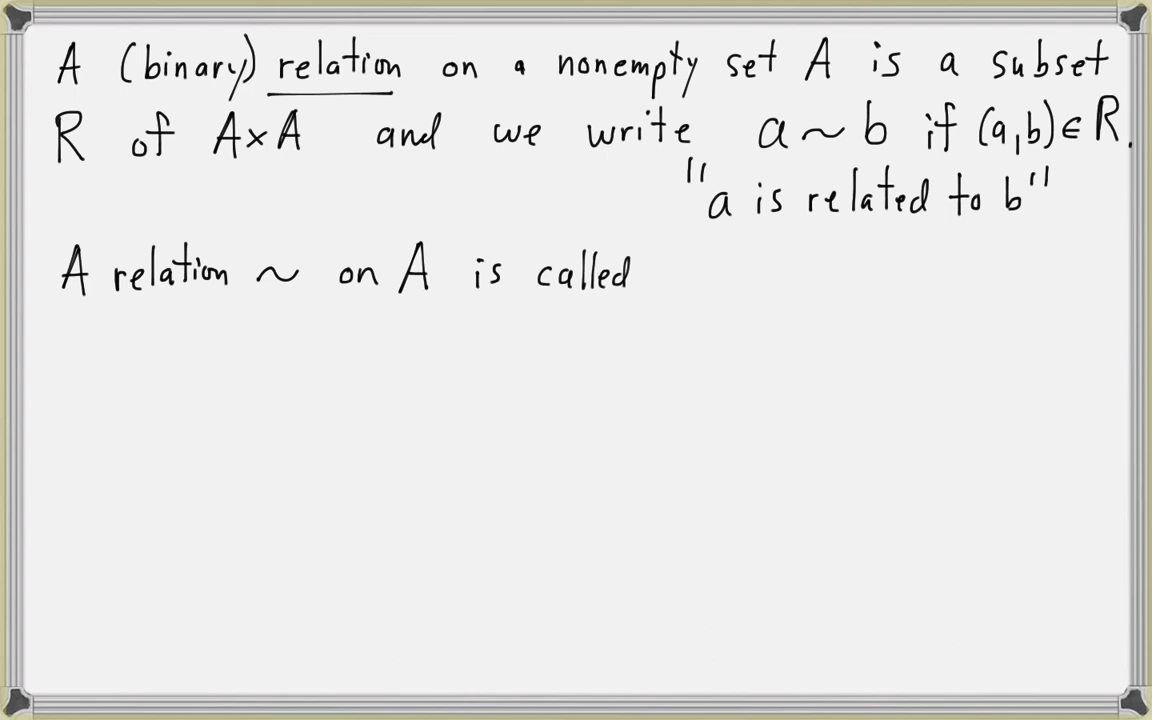 A (binary) relation on a nonempty set A is a subset
R of A×A and we write a ~ b if (a,b)∈R.
"a is related to b"
A relation ~ on A is called